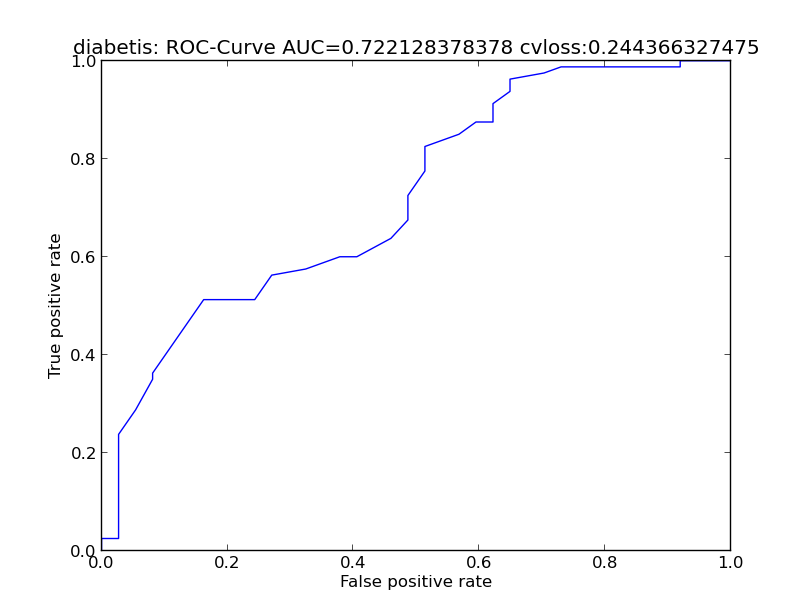 diabetis: ROC-Curve AUC=0.722128378378 cvloss:0.244366327475
1.0
0.8
0.6
0.4
0.2
0.0
True positive rate
0.0 0.2 0.4 0.6 0.8 1.0
False positive rate